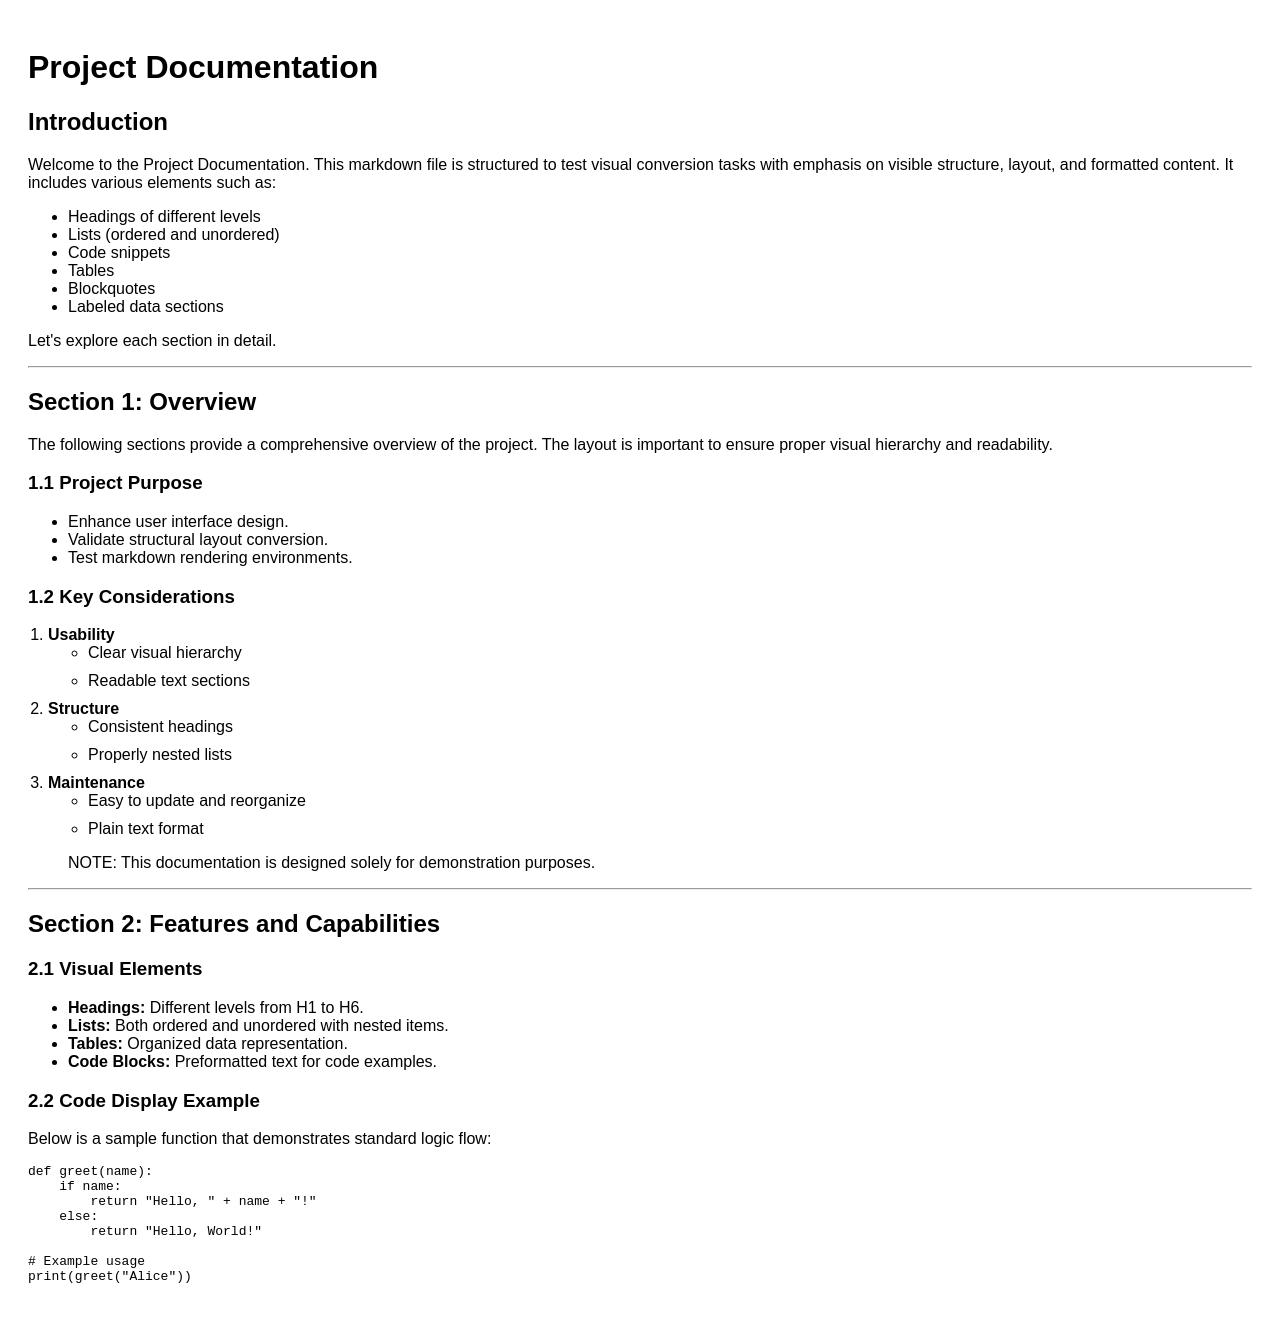 Project Documentation
Introduction
Welcome to the Project Documentation. This markdown file is structured to test visual conversion tasks with emphasis on visible structure, layout, and formatted content. It
includes various elements such as:
• Headings of different levels
• Lists (ordered and unordered)
• Code snippets
• Tables
• Blockquotes
• Labeled data sections
Let's explore each section in detail.
Section 1: Overview
The following sections provide a comprehensive overview of the project. The layout is important to ensure proper visual hierarchy and readability.
1.1 Project Purpose
• Enhance user interface design.
• Validate structural layout conversion.
• Test markdown rendering environments.
1.2 Key Considerations
1. Usability
◦ Clear visual hierarchy
◦ Readable text sections
2. Structure
◦ Consistent headings
◦ Properly nested lists
3. Maintenance
◦ Easy to update and reorganize
◦ Plain text format
NOTE: This documentation is designed solely for demonstration purposes.
Section 2: Features and Capabilities
2.1 Visual Elements
• Headings: Different levels from H1 to H6.
• Lists: Both ordered and unordered with nested items.
• Tables: Organized data representation.
• Code Blocks: Preformatted text for code examples.
2.2 Code Display Example
Below is a sample function that demonstrates standard logic flow:
def greet(name):
    if name:
        return "Hello, " + name + "!"
    else:
        return "Hello, World!"

# Example usage
print(greet("Alice"))